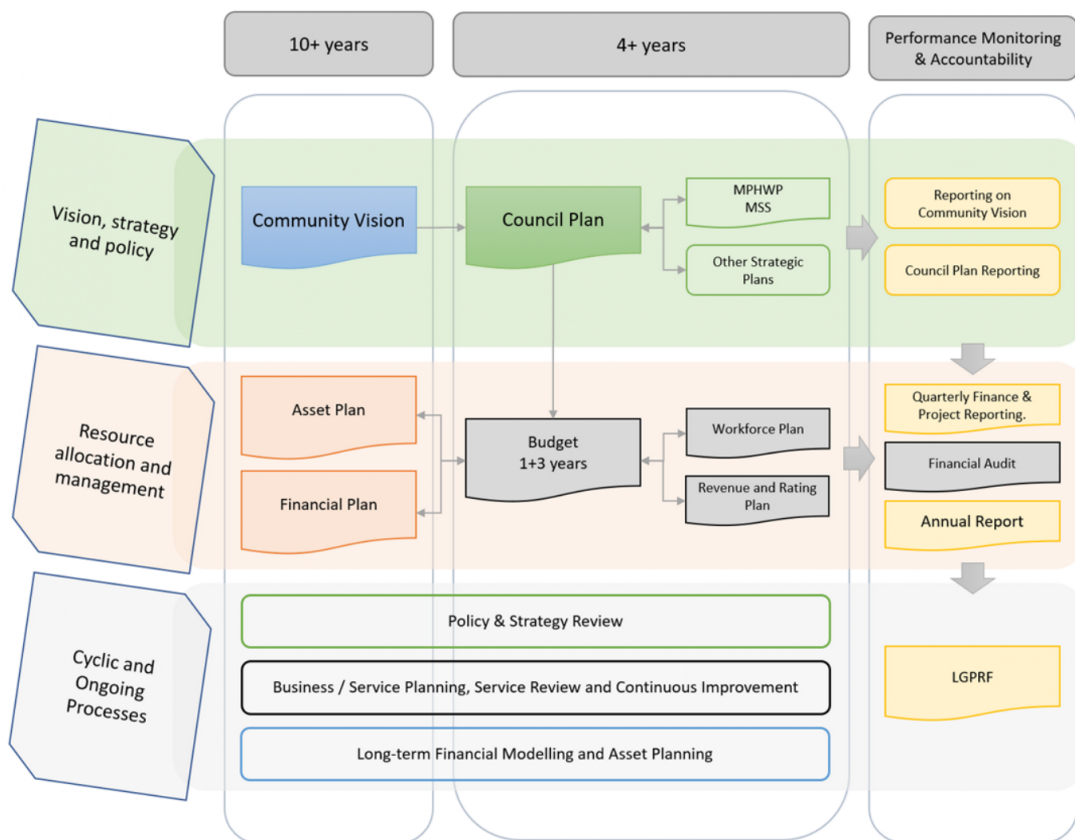 10+ years
4+ years
Performance Monitoring
& Accountability
Vision, strategy
and policy
Community Vision
Council Plan
MPHWP
MSS
Other Strategic
Plans
Reporting on
Community Vision
Council Plan Reporting
Resource
allocation and
management
Asset Plan
Financial Plan
Budget
1+3 years
Workforce Plan
Revenue and Rating
Plan
Quarterly Finance &
Project Reporting.
Financial Audit
Annual Report
Cyclic and
Ongoing
Processes
Policy & Strategy Review
Business / Service Planning, Service Review and Continuous Improvement
Long-term Financial Modelling and Asset Planning
LGPRF